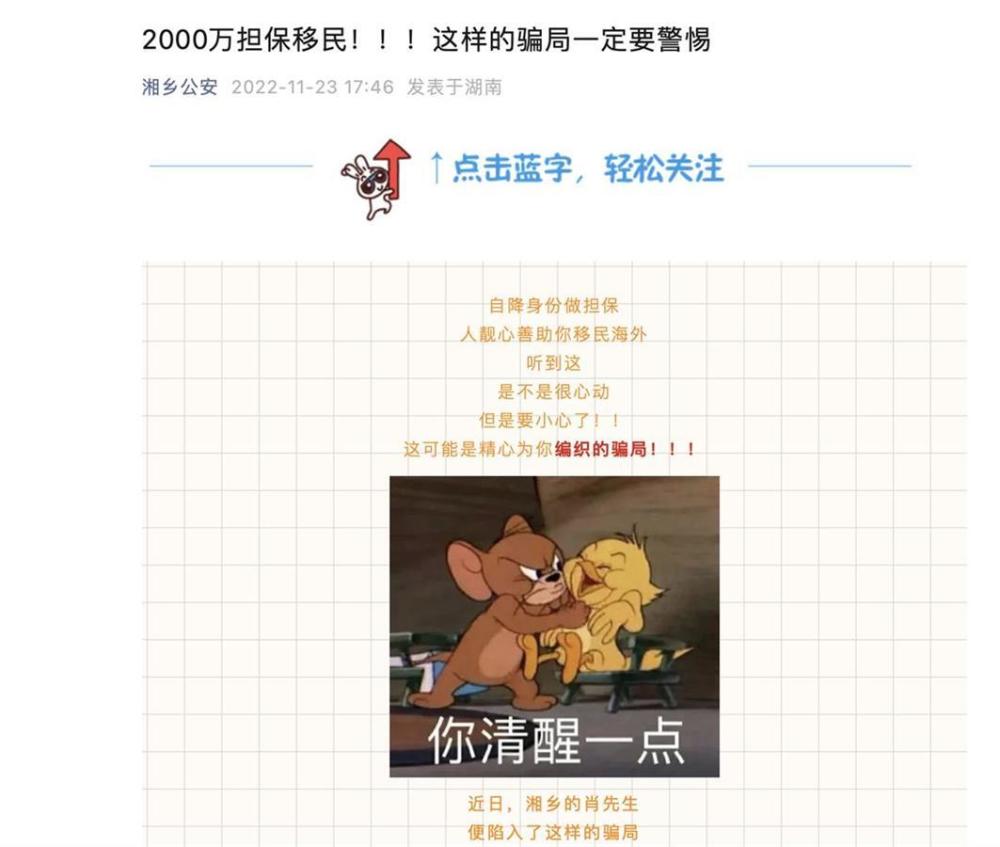 2000万担保移民！！！这样的骗局一定要警惕
湘乡公安 2022-11-23 17:46 发表于湖南
↑点击蓝字，轻松关注
自降身份做担保
人靓心善助你移民海外
听到这
是不是很心动
但是要小心了！！
这可能是精心为你编织的骗局！！！
你清醒一点
近日，湘乡的肖先生
便陷入了这样的骗局